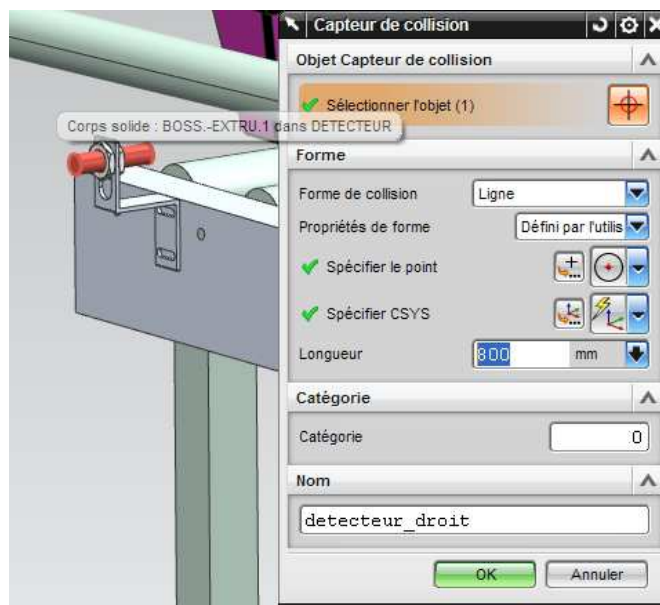 Capteur de collision
Objet Capteur de collision
Sélectionner l'objet (1)
Corps solide : BOSS.-EXTRU.1 dans DETECTEUR
Forme
Forme de collision Ligne
Propriétés de forme Défini par l'utilis
Spécifier le point
Spécifier CSYS
Longueur 800 mm
Catégorie
Catégorie 0
Nom
detecteur_droit
OK Annuler